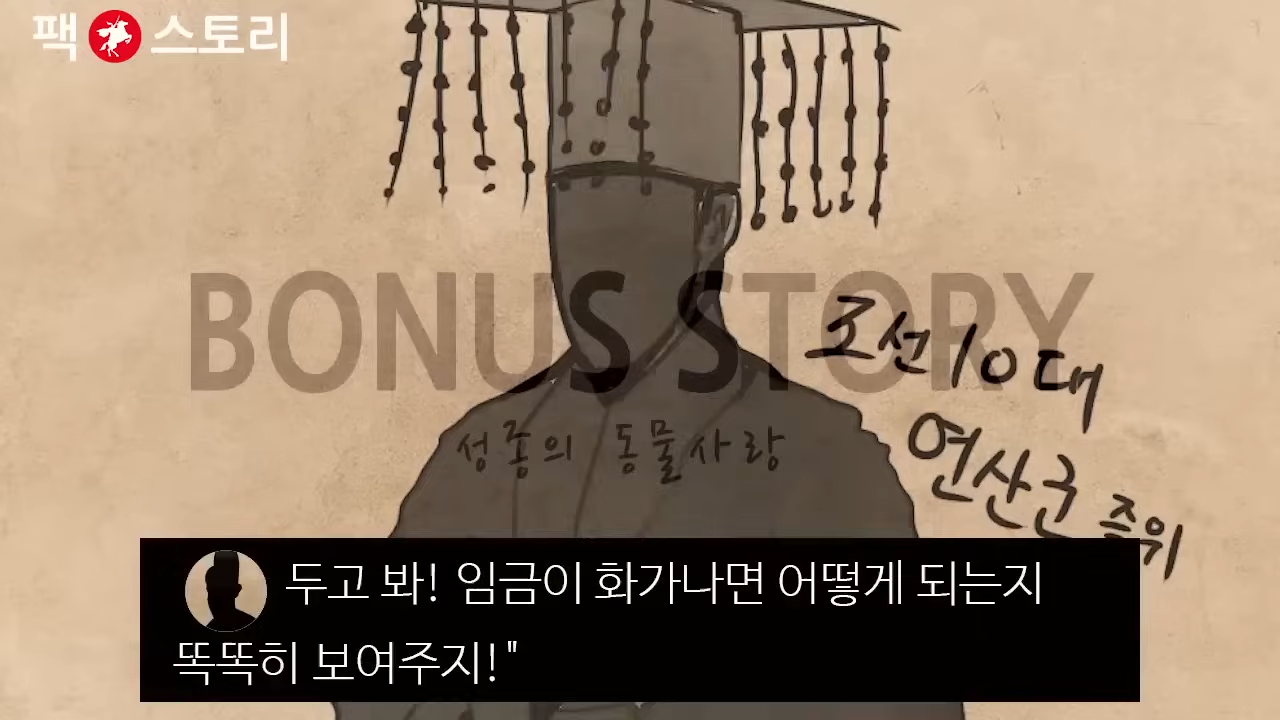 팩 스토리
BONUS STORY
조선 10대
연산군 즉위
성종의 동물사랑
두고 봐! 임금이 화가나면 어떻게 되는지
똑똑히 보여주지!"